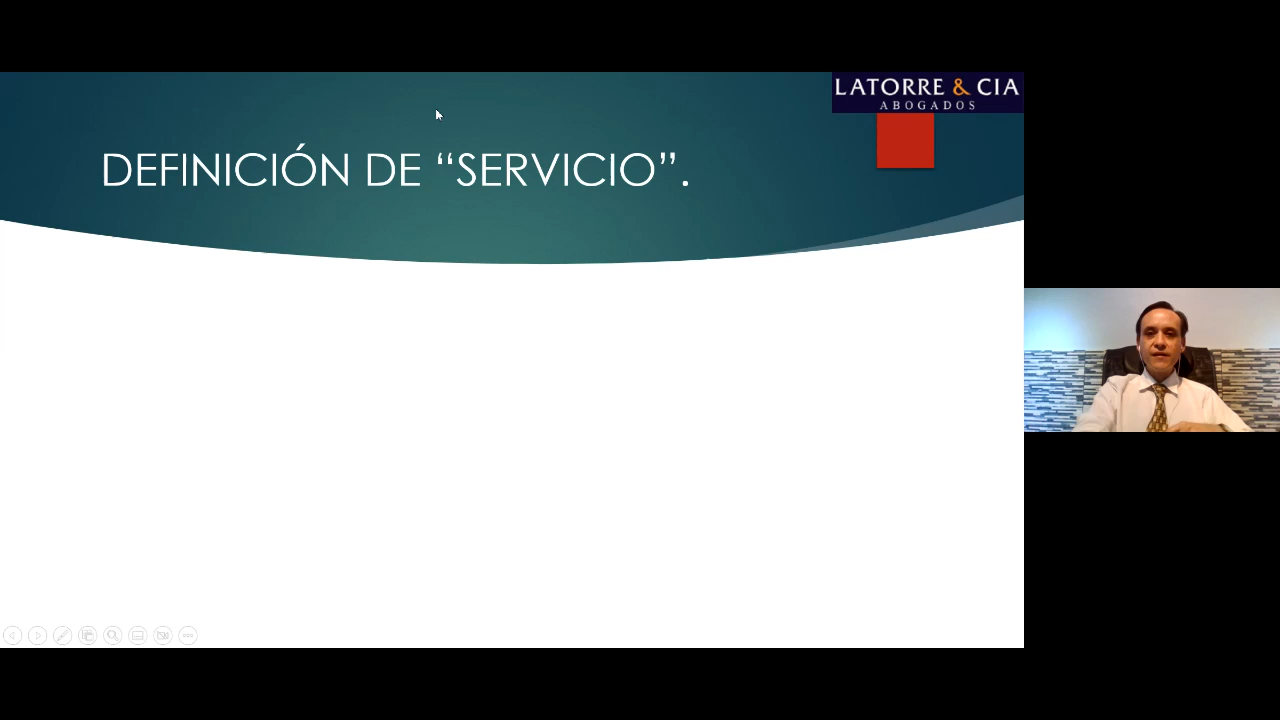 LATORRE & CIA
ABOGADOS
DEFINICIÓN DE “SERVICIO”.